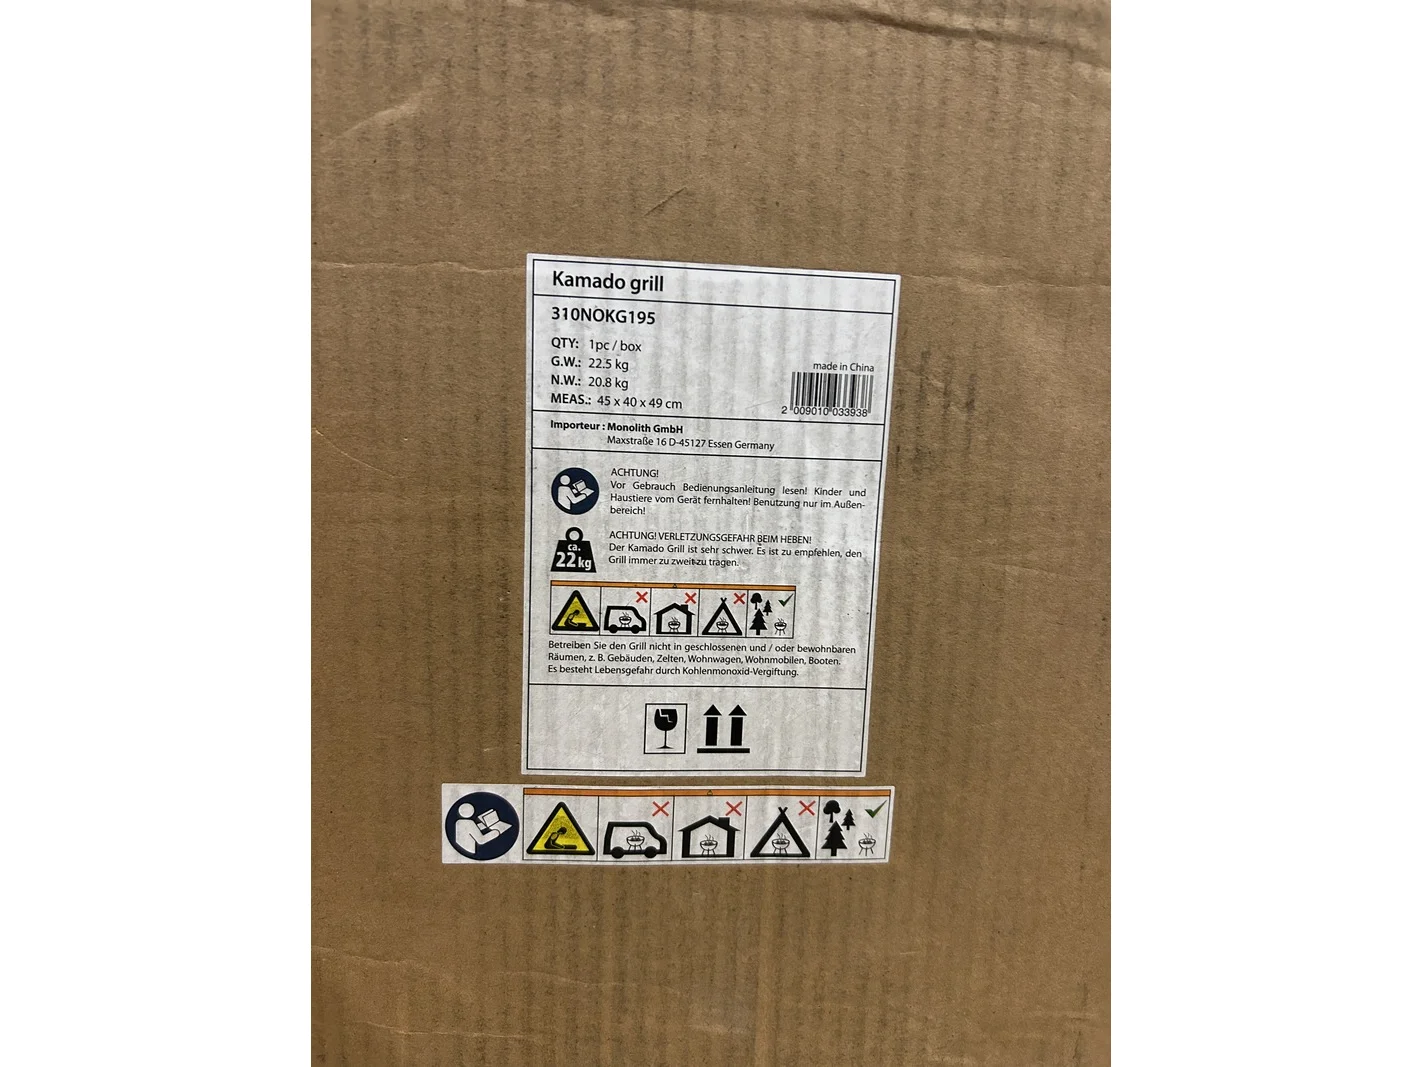 Kamado grill
310NOKG195
QTY: 1pc / box
G.W.: 22.5 kg
N.W.: 20.8 kg
MEAS.: 45 x 40 x 49 cm
made in China
2 009010 033938
Importeur : Monolith GmbH
Maxstraße 16 D-45127 Essen Germany
ACHTUNG!
Vor Gebrauch Bedienungsanleitung lesen! Kinder und
Haustiere vom Gerät fernhalten! Benutzung nur im Außen-
bereich!
ca.
22 kg
ACHTUNG! VERLETZUNGSGEFAHR BEIM HEBEN!
Der Kamado Grill ist sehr schwer. Es ist zu empfehlen, den
Grill immer zu zweit zu tragen.
Betreiben Sie den Grill nicht in geschlossenen und / oder bewohnbaren
Räumen, z. B. Gebäuden, Zelten, Wohnwagen, Wohnmobilen, Booten.
Es besteht Lebensgefahr durch Kohlenmonoxid-Vergiftung.